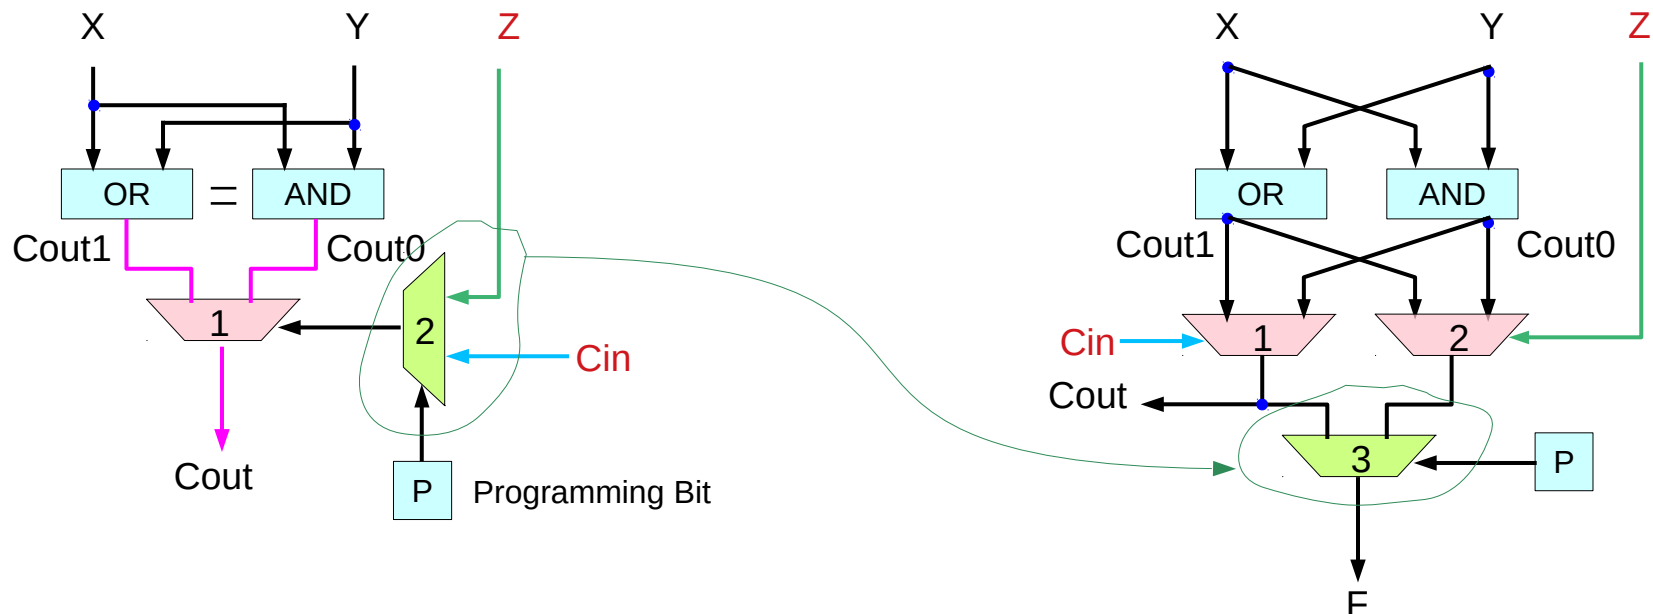 X Y Z
OR = AND
Cout1 Cout0
1
2
Cin
Cout
P Programming Bit
X Y Z
OR AND
Cout1 Cout0
Cin 1 2
Cout
3 P
F